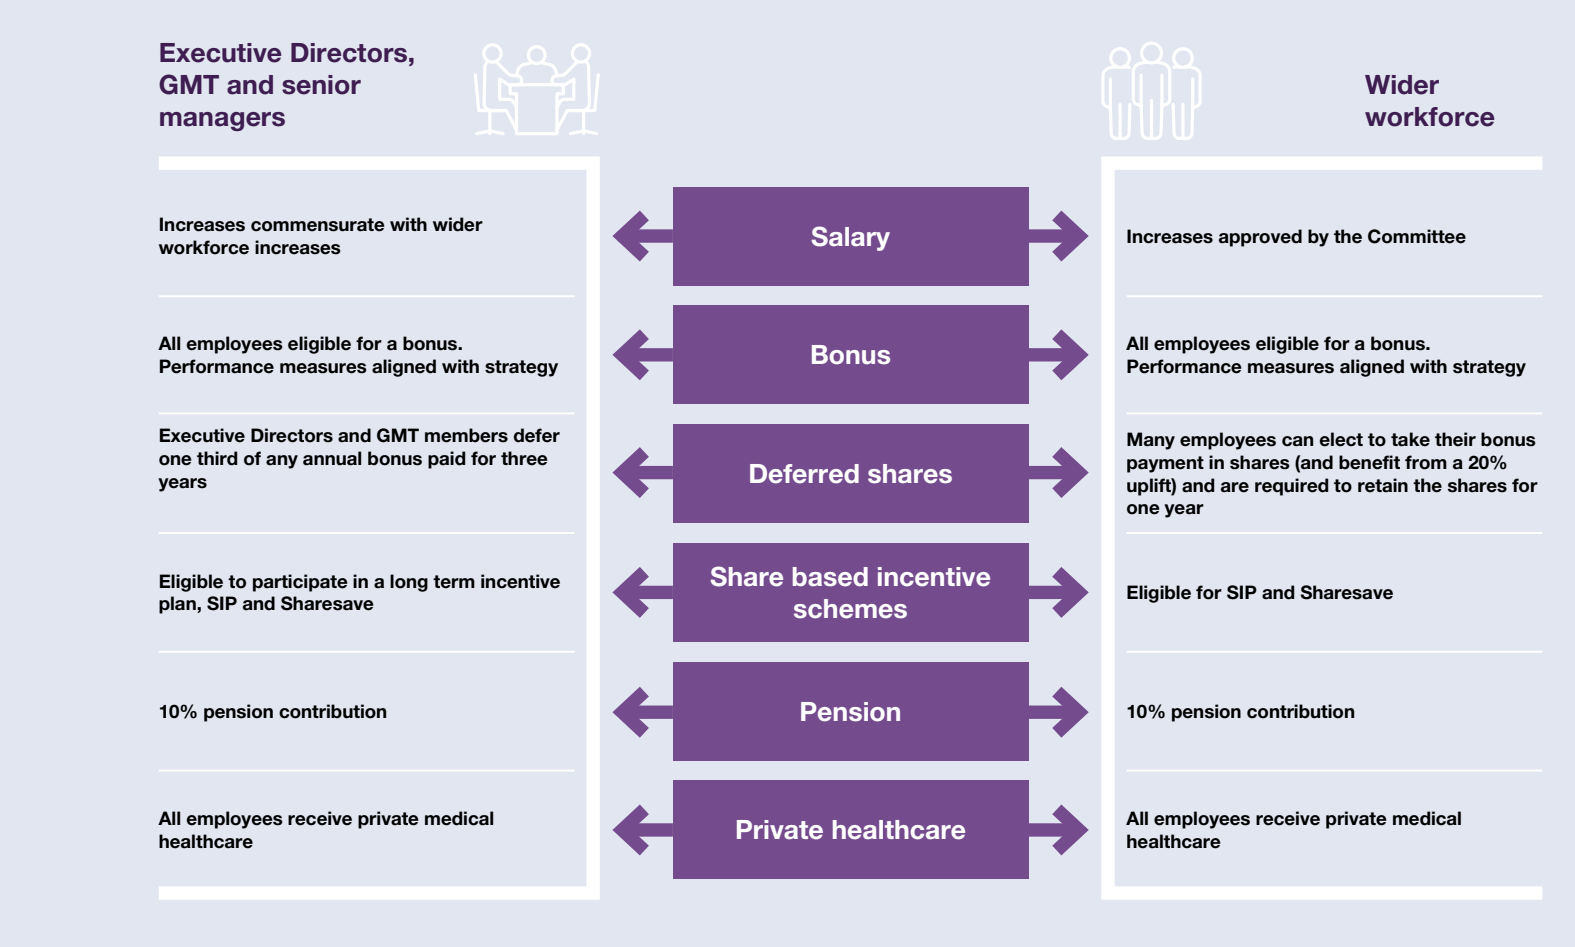 Executive Directors,
GMT and senior
managers
Wider
workforce
Increases commensurate with wider
workforce increases
Salary
Increases approved by the Committee
All employees eligible for a bonus.
Performance measures aligned with strategy
Bonus
All employees eligible for a bonus.
Performance measures aligned with strategy
Executive Directors and GMT members defer
one third of any annual bonus paid for three
years
Deferred shares
Many employees can elect to take their bonus
payment in shares (and benefit from a 20%
uplift) and are required to retain the shares for
one year
Eligible to participate in a long term incentive
plan, SIP and Sharesave
Share based incentive
schemes
Eligible for SIP and Sharesave
10% pension contribution
Pension
10% pension contribution
All employees receive private medical
healthcare
Private healthcare
All employees receive private medical
healthcare